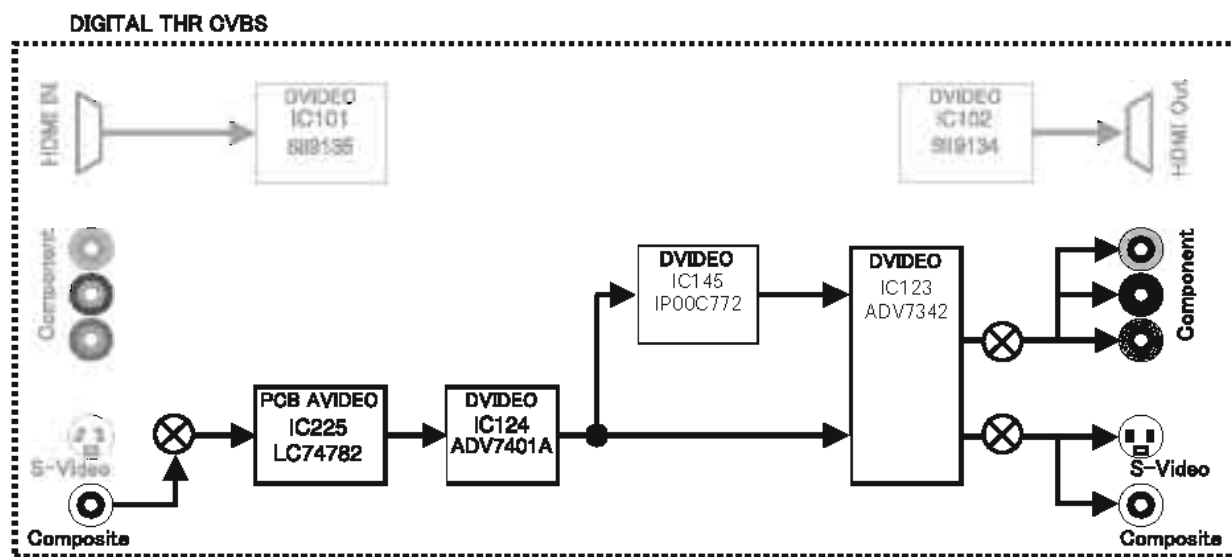 DIGITAL THR CVBS
HDMI IN
DVIDEO
IC101
SII9135
DVIDEO
IC102
SII9134
HDMI Out
Component
DVIDEO
IC145
IP00C772
DVIDEO
IC123
ADV7342
Component
S-Video
Composite
PCB AVIDEO
IC225
LC74782
DVIDEO
IC124
ADV7401A
S-Video
Composite